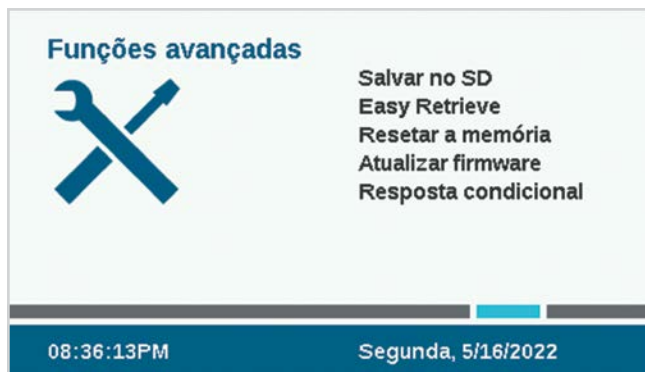 Funções avançadas
Salvar no SD
Easy Retrieve
Resetar a memória
Atualizar firmware
Resposta condicional
08:36:13PM
Segunda, 5/16/2022